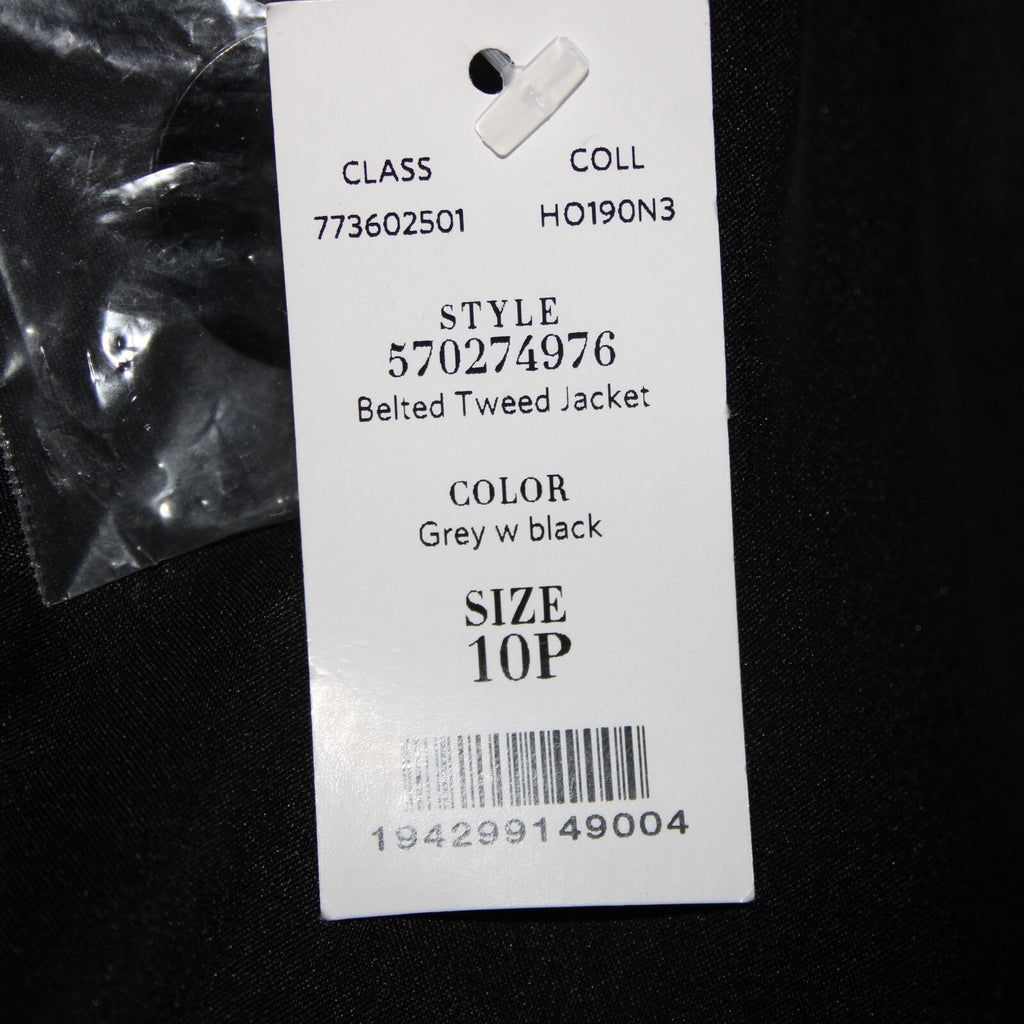 CLASS COLL
773602501 HO190N3
STYLE
570274976
Belted Tweed Jacket
COLOR
Grey w black
SIZE
10P
194299149004